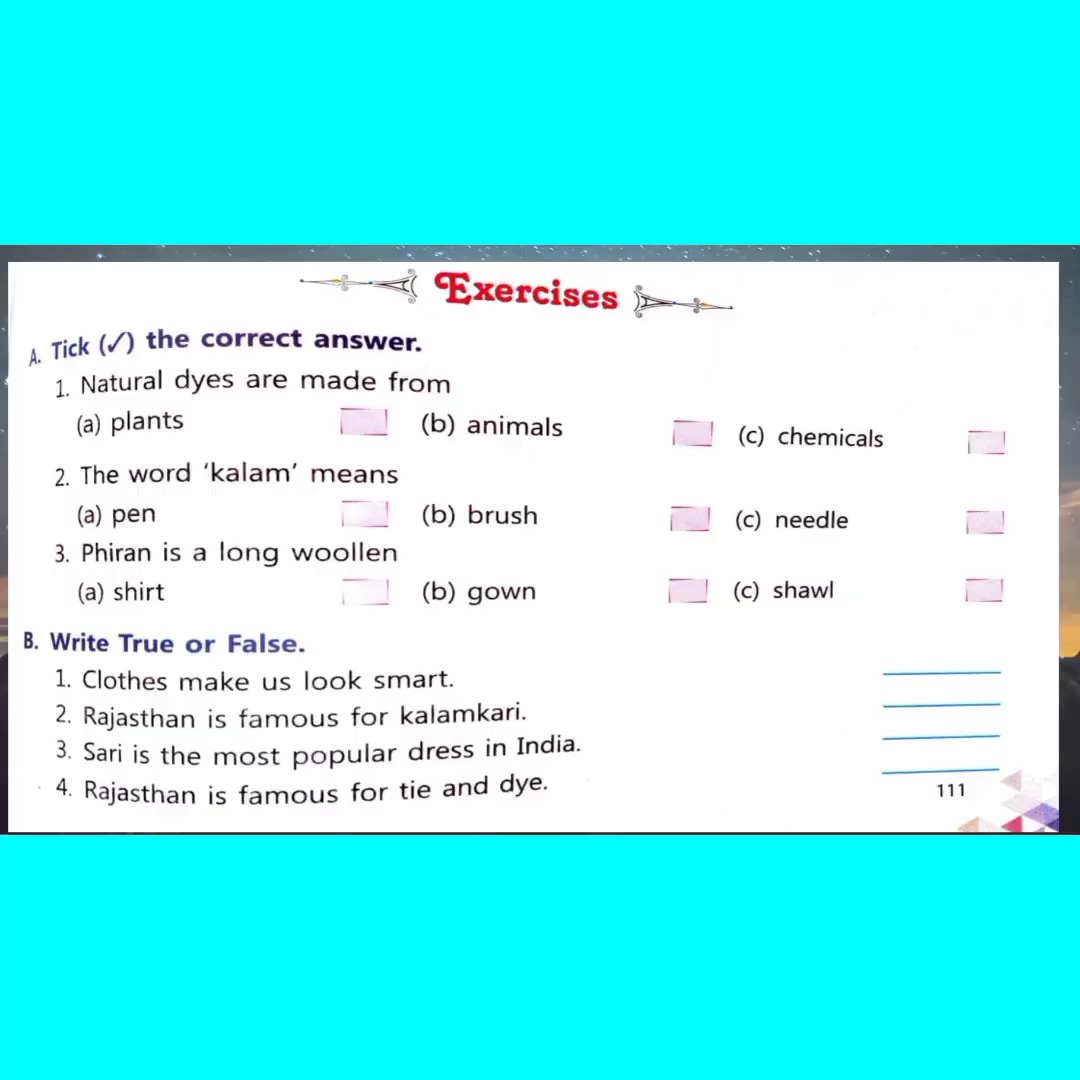 Exercises
A. Tick (✓) the correct answer.
1. Natural dyes are made from
(a) plants (b) animals (c) chemicals
2. The word ‘kalam’ means
(a) pen (b) brush (c) needle
3. Phiran is a long woollen
(a) shirt (b) gown (c) shawl
B. Write True or False.
1. Clothes make us look smart.
2. Rajasthan is famous for kalamkari.
3. Sari is the most popular dress in India.
4. Rajasthan is famous for tie and dye.
111